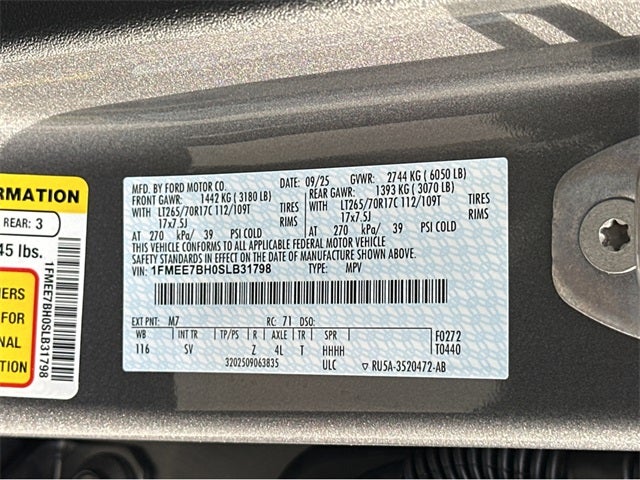 FORMATION
REAR: 3
45 lbs.
1FMEE7BH0SLB31798
NERS
IONAL
ATION
MFD. BY FORD MOTOR CO.
DATE: 09/25 GVWR: 2744 KG ( 6050 LB)
FRONT GAWR: 1442 KG ( 3180 LB)
REAR GAWR: 1393 KG ( 3070 LB)
WITH LT265/70R17C 112/109T TIRES
WITH LT265/70R17C 112/109T TIRES
17x7.5J RIMS
17x7.5J RIMS
AT 270 kPa/ 39 PSI COLD
AT 270 kPa/ 39 PSI COLD
THIS VEHICLE CONFORMS TO ALL APPLICABLE FEDERAL MOTOR VEHICLE
SAFETY STANDARDS IN EFFECT ON THE DATE OF MANUFACTURE SHOWN ABOVE.
VIN: 1FMEE7BH0SLB31798 TYPE: MPV
EXT PNT: M7 RC: 71 DSO:
WB INT TR TP/PS R AXLE TR SPR F0272
116 SV Z 4L T HHHH T0440
3202509063835 ULC RU5A-3520472-AB